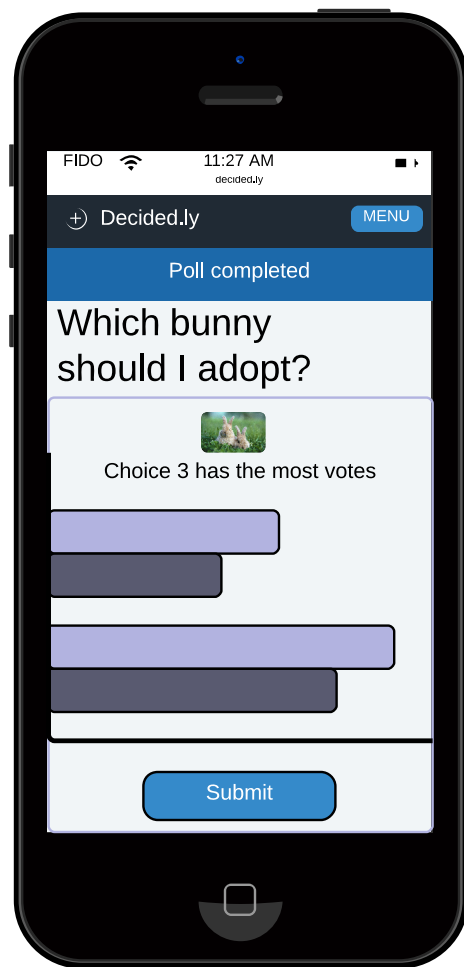 FIDO 11:27 AM
decided.ly
Decided.ly MENU
Poll completed
Which bunny
should I adopt?
Choice 3 has the most votes
Submit